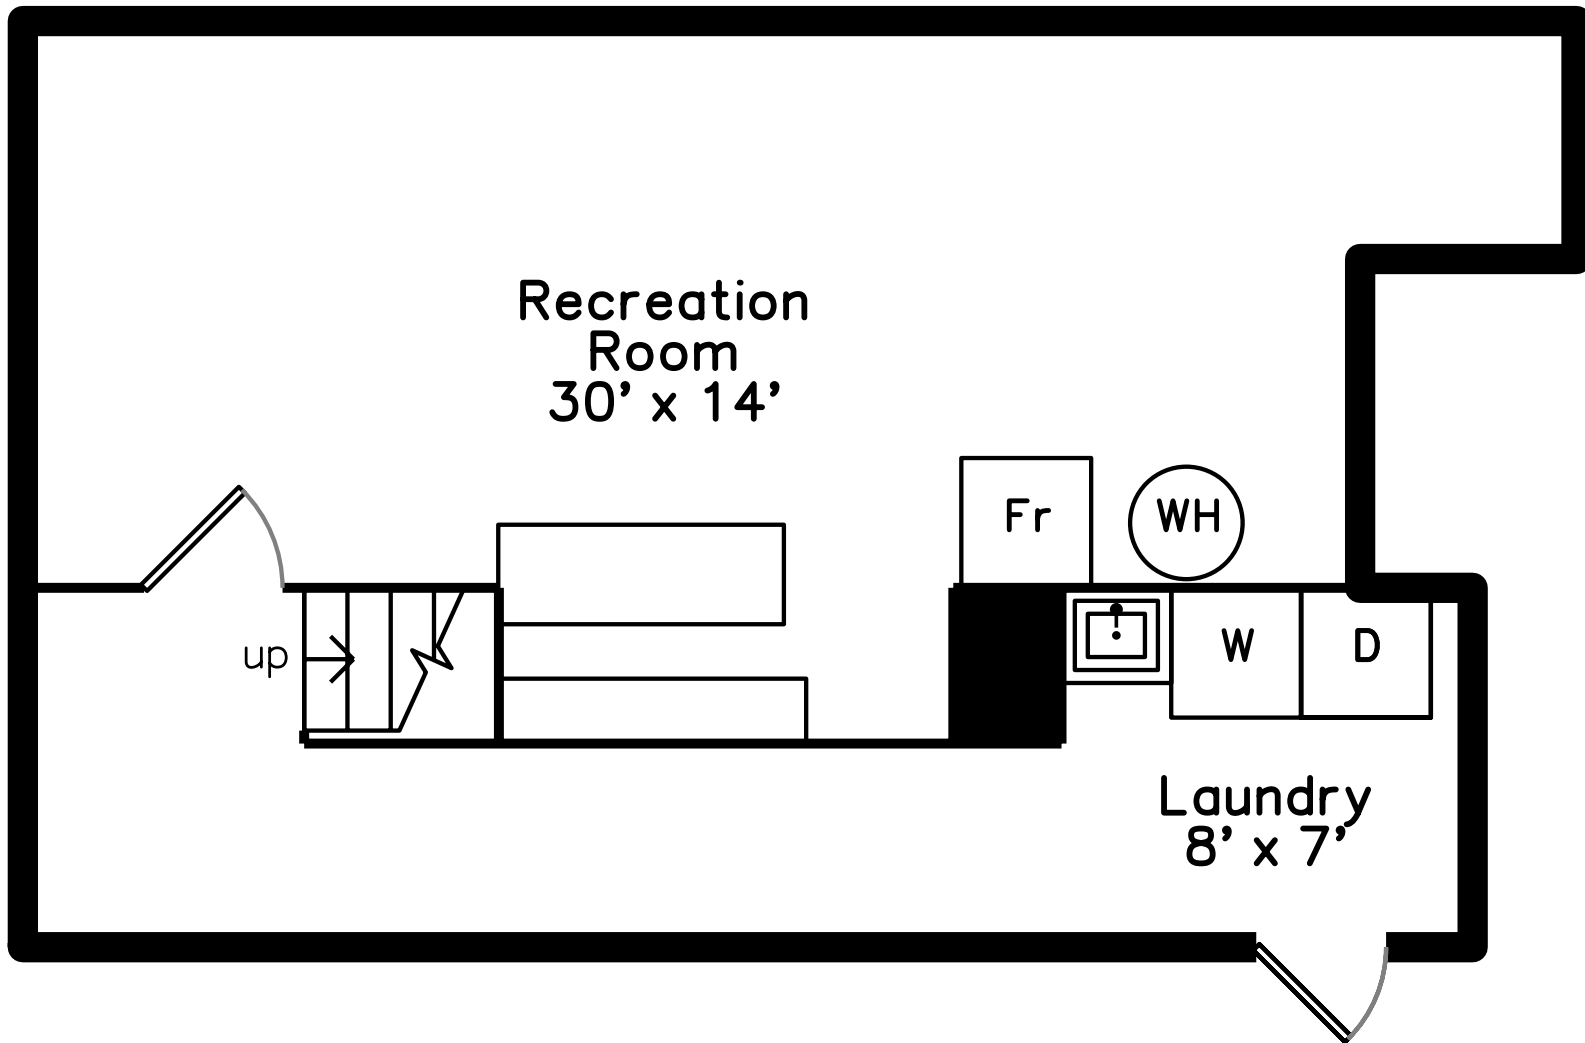 Recreation
Room
30’ x 14’
Fr
WH
up
W
D
Laundry
8’ x 7’